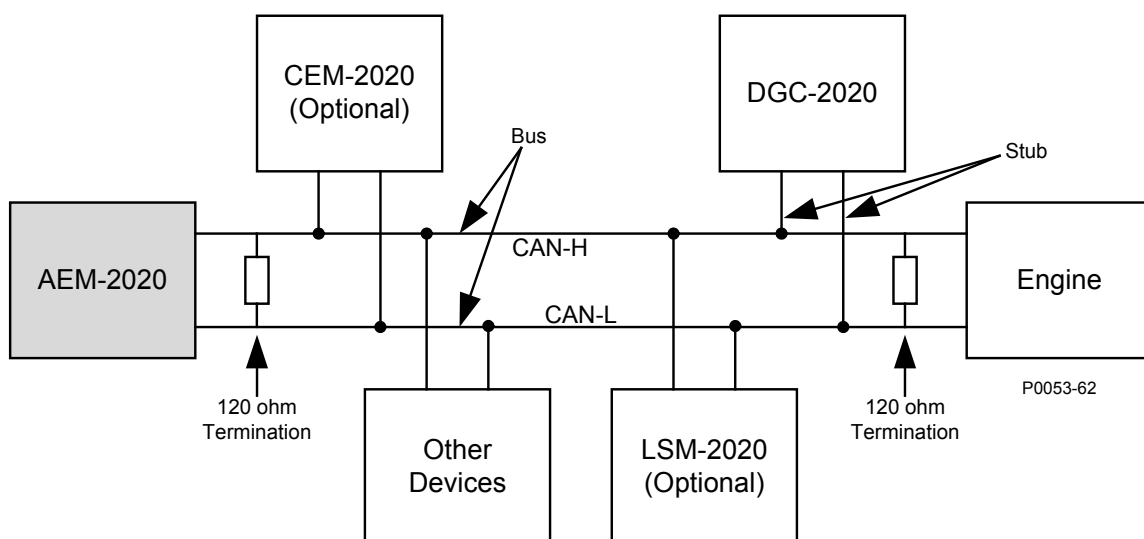 CEM-2020
(Optional)
DGC-2020
Bus
Stub
AEM-2020
CAN-H
Engine
CAN-L
P0053-62
120 ohm
Termination
Other
Devices
LSM-2020
(Optional)
120 ohm
Termination